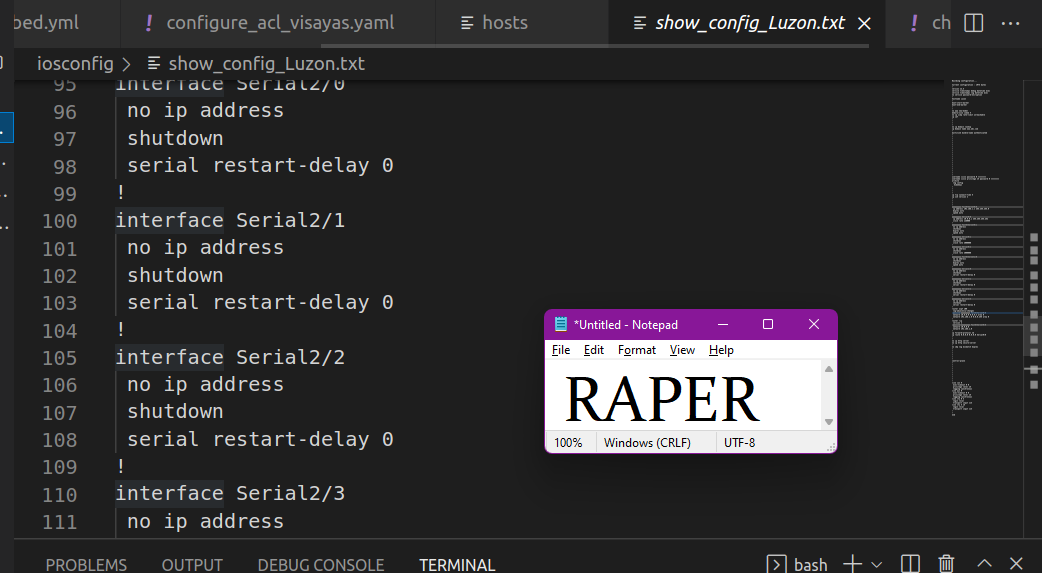 bed.yml
! configure_acl_visayas.yaml
hosts
show_config_Luzon.txt
! ch
iosconfig > show_config_Luzon.txt
95 interface Serial2/0
96 no ip address
97 shutdown
98 serial restart-delay 0
99 !
100 interface Serial2/1
101 no ip address
102 shutdown
103 serial restart-delay 0
104 !
105 interface Serial2/2
106 no ip address
107 shutdown
108 serial restart-delay 0
109 !
110 interface Serial2/3
111 no ip address
*Untitled - Notepad
File Edit Format View Help
RAPER
100% Windows (CRLF) UTF-8
PROBLEMS OUTPUT DEBUG CONSOLE TERMINAL
bash